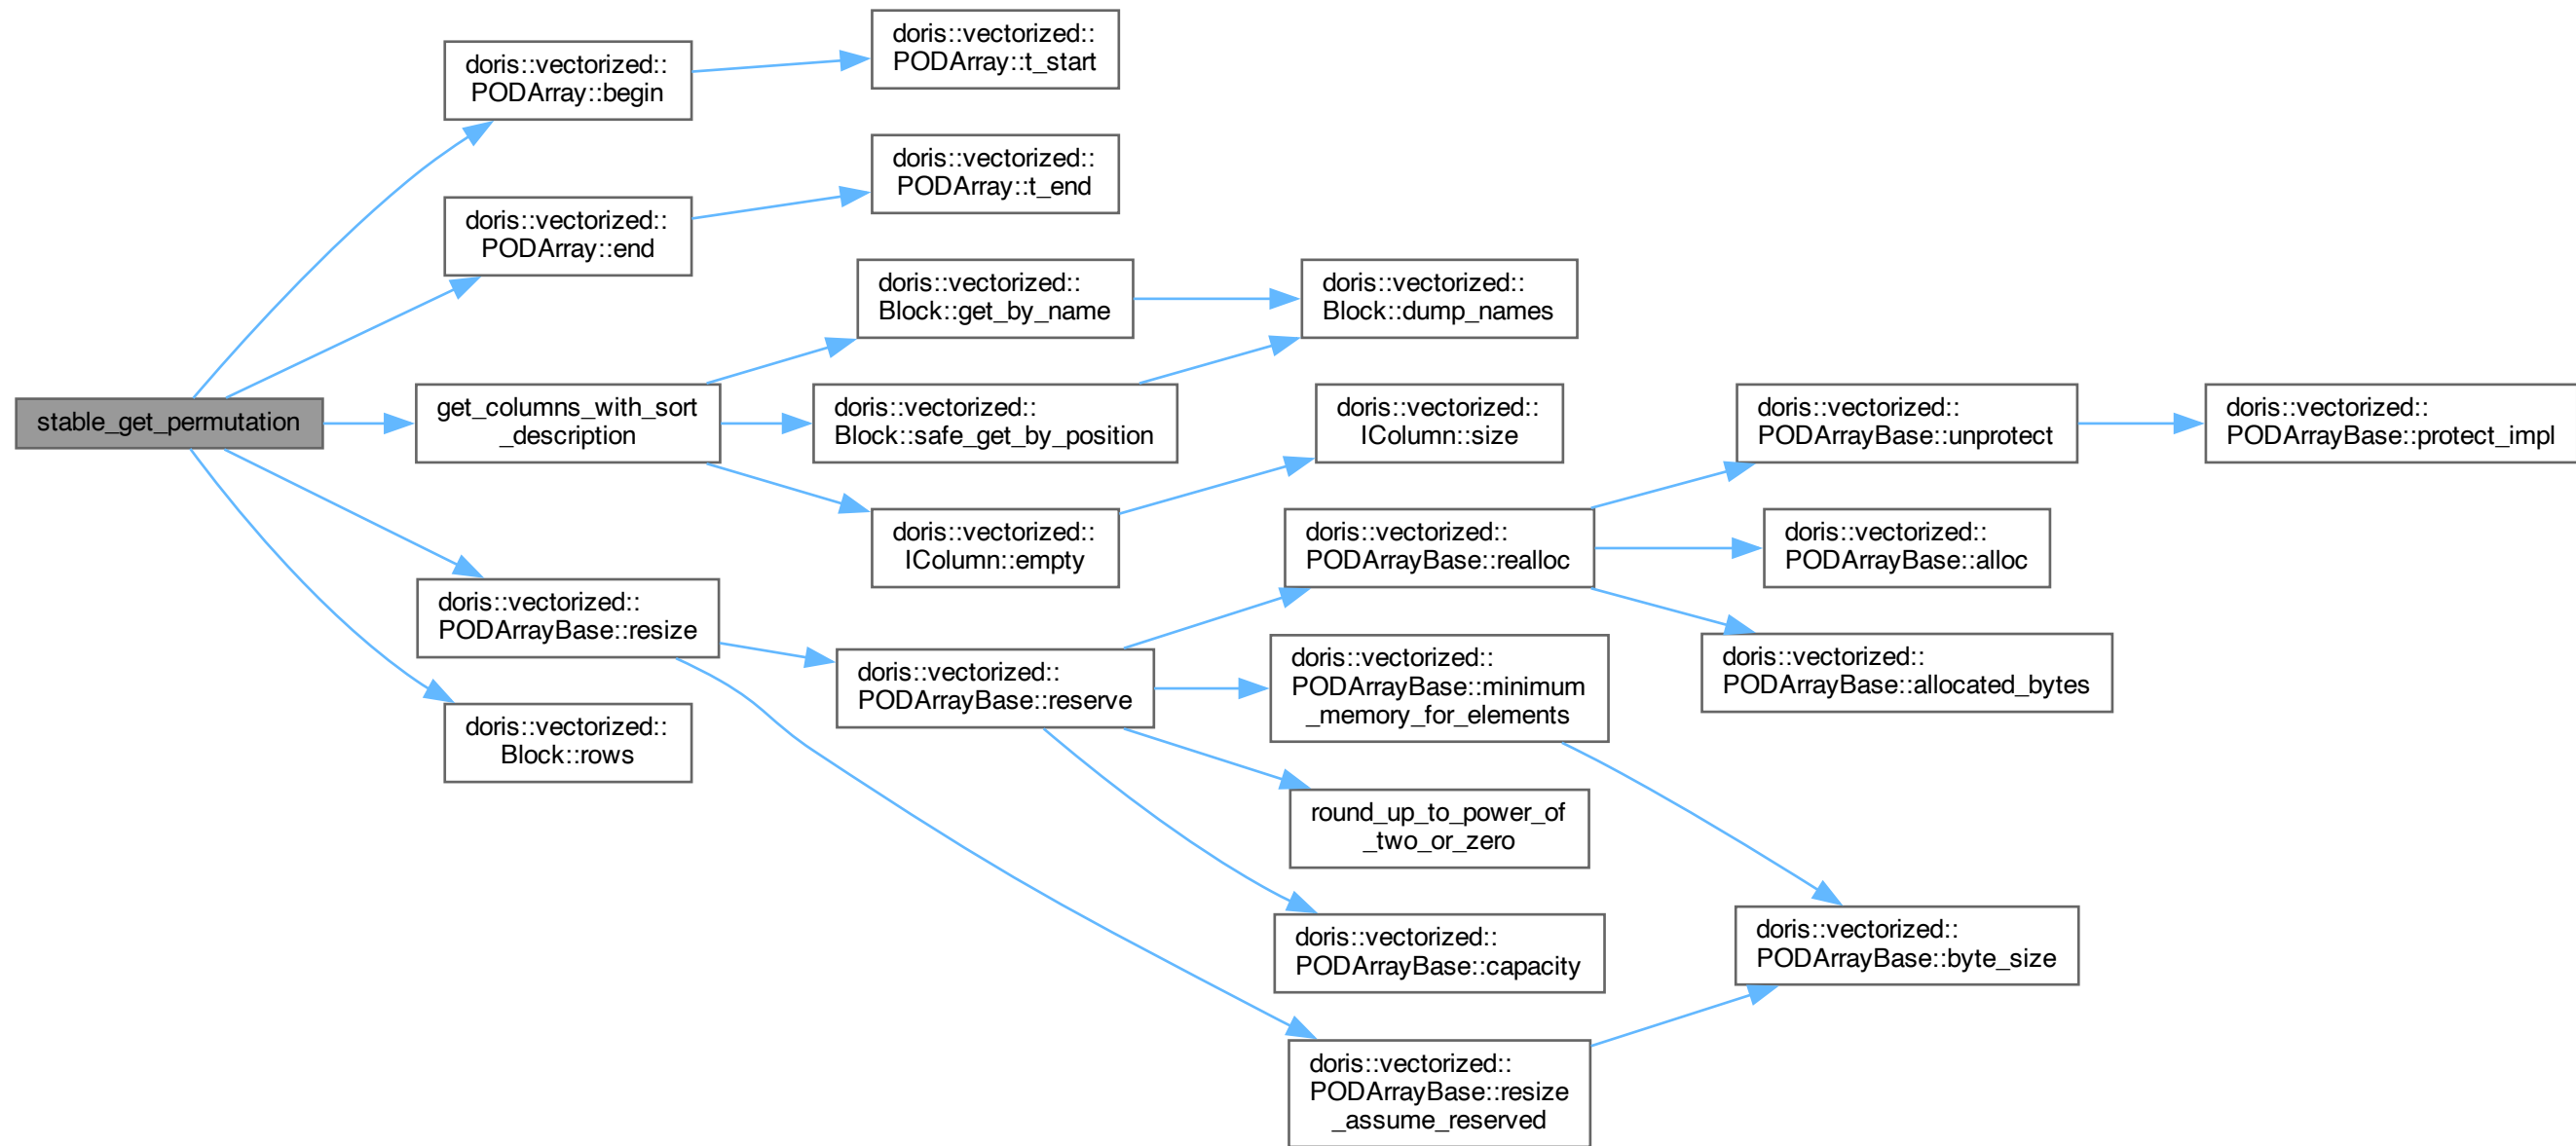 stable_get_permutation
doris::vectorized::
PODArray::begin
doris::vectorized::
PODArray::t_start
doris::vectorized::
PODArray::end
doris::vectorized::
PODArray::t_end
get_columns_with_sort
_description
doris::vectorized::
Block::get_by_name
doris::vectorized::
Block::dump_names
doris::vectorized::
Block::safe_get_by_position
doris::vectorized::
IColumn::empty
doris::vectorized::
IColumn::size
doris::vectorized::
PODArrayBase::resize
doris::vectorized::
PODArrayBase::reserve
doris::vectorized::
PODArrayBase::realloc
doris::vectorized::
PODArrayBase::unprotect
doris::vectorized::
PODArrayBase::protect_impl
doris::vectorized::
PODArrayBase::alloc
doris::vectorized::
PODArrayBase::allocated_bytes
doris::vectorized::
PODArrayBase::minimum
_memory_for_elements
round_up_to_power_of
_two_or_zero
doris::vectorized::
PODArrayBase::capacity
doris::vectorized::
PODArrayBase::byte_size
doris::vectorized::
PODArrayBase::resize
_assume_reserved
doris::vectorized::
Block::rows